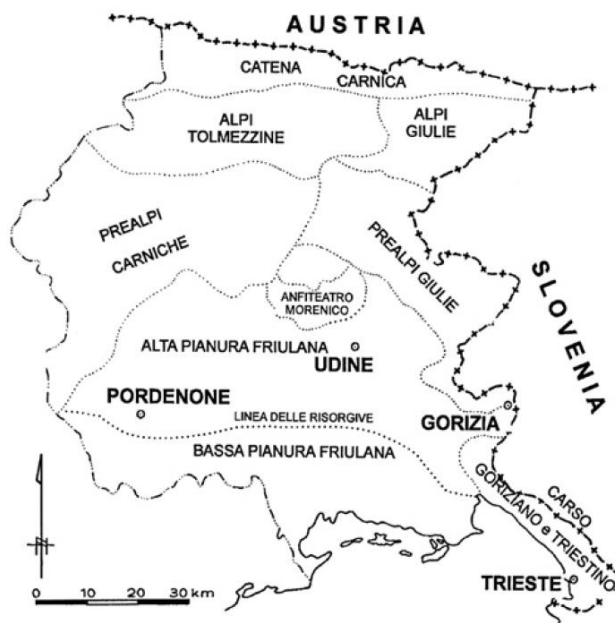 AUSTRIA
CATENA
CARNICA
ALPI
TOLMEZZINE
ALPI
GIULIE
PREALPI
CARNICHE
PREALPI GIULIE
SLOVENIA
ANFITEATRO
MORENICO
ALTA PIANURA FRIULANA
UDINE
PORDENONE
LINEA DELLE RISORGIVE
GORIZIA
BASSA PIANURA FRIULANA
CARSO
GORIZIANO e TRIESTINO
TRIESTE
N
0 10 20 30 km